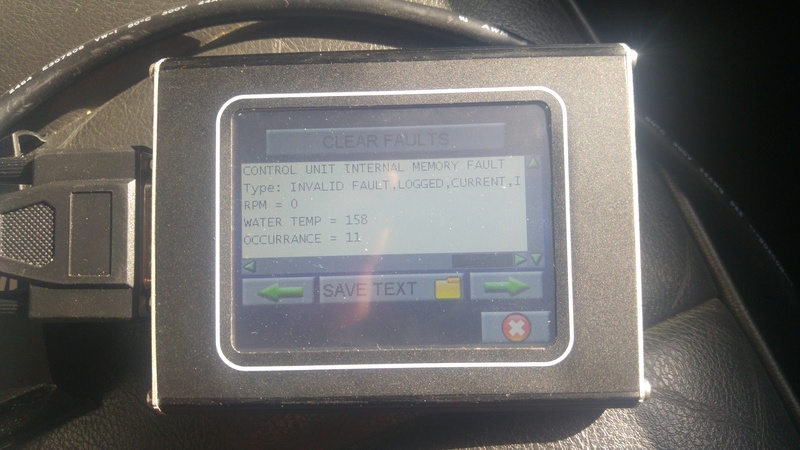 CLEAR FAULTS
CONTROL UNIT INTERNAL MEMORY FAULT
Type: INVALID FAULT,LOGGED,CURRENT,I
RPM = 0
WATER TEMP = 158
OCCURRANCE = 11
SAVE TEXT